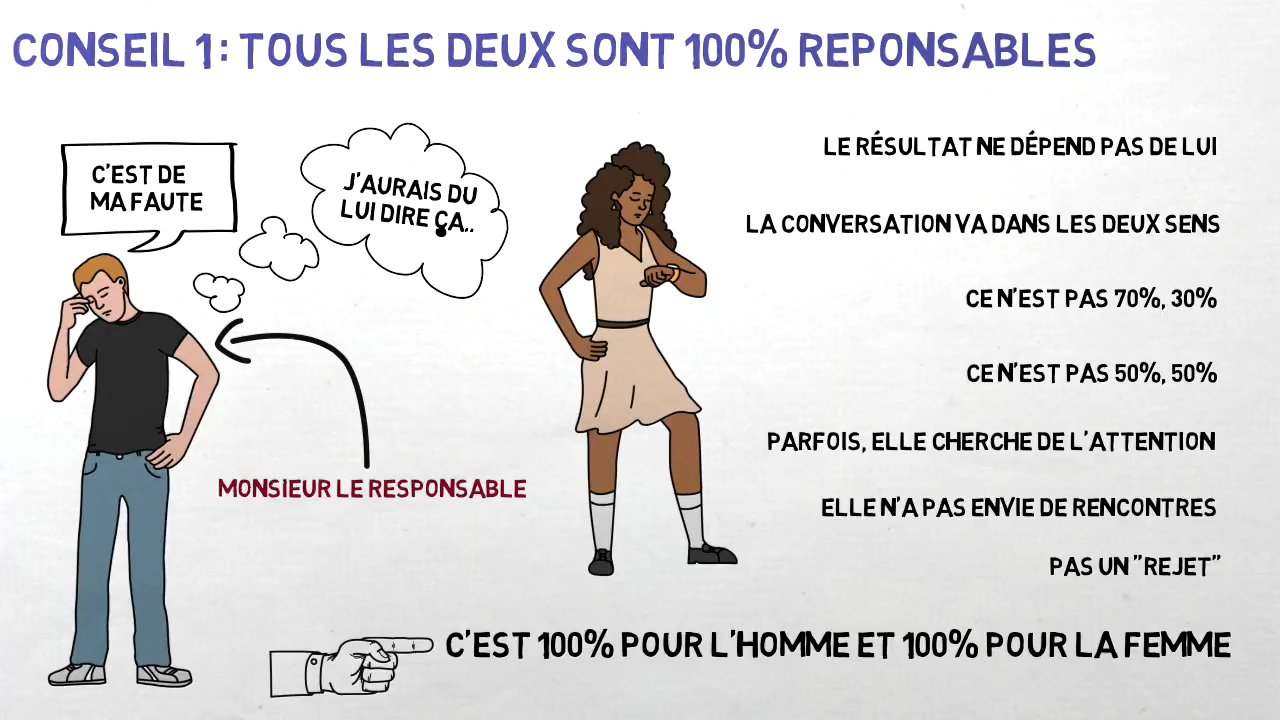 CONSEIL 1: TOUS LES DEUX SONT 100% REPONSABLES
C'EST DE
MA FAUTE
J'AURAIS DU
LUI DIRE ÇA..
MONSIEUR LE RESPONSABLE
LE RÉSULTAT NE DÉPEND PAS DE LUI
LA CONVERSATION VA DANS LES DEUX SENS
CE N'EST PAS 70%, 30%
CE N'EST PAS 50%, 50%
PARFOIS, ELLE CHERCHE DE L'ATTENTION
ELLE N'A PAS ENVIE DE RENCONTRES
PAS UN "REJET"
C'EST 100% POUR L'HOMME ET 100% POUR LA FEMME